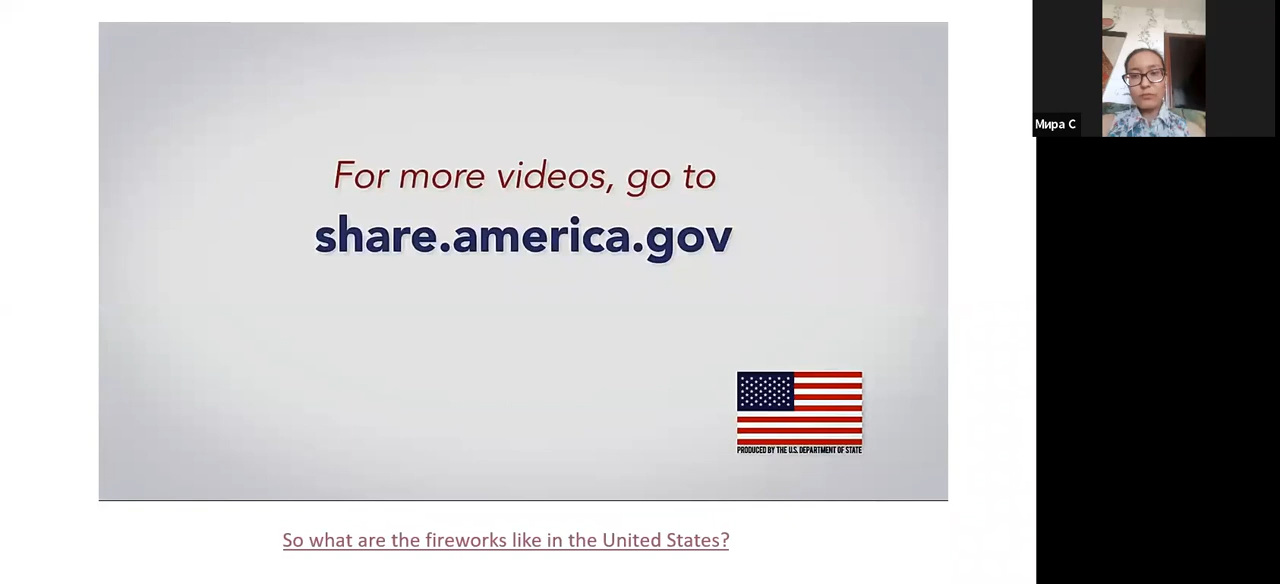 For more videos, go to
share.america.gov
PRODUCED BY THE U.S. DEPARTMENT OF STATE
So what are the fireworks like in the United States?
Мира С